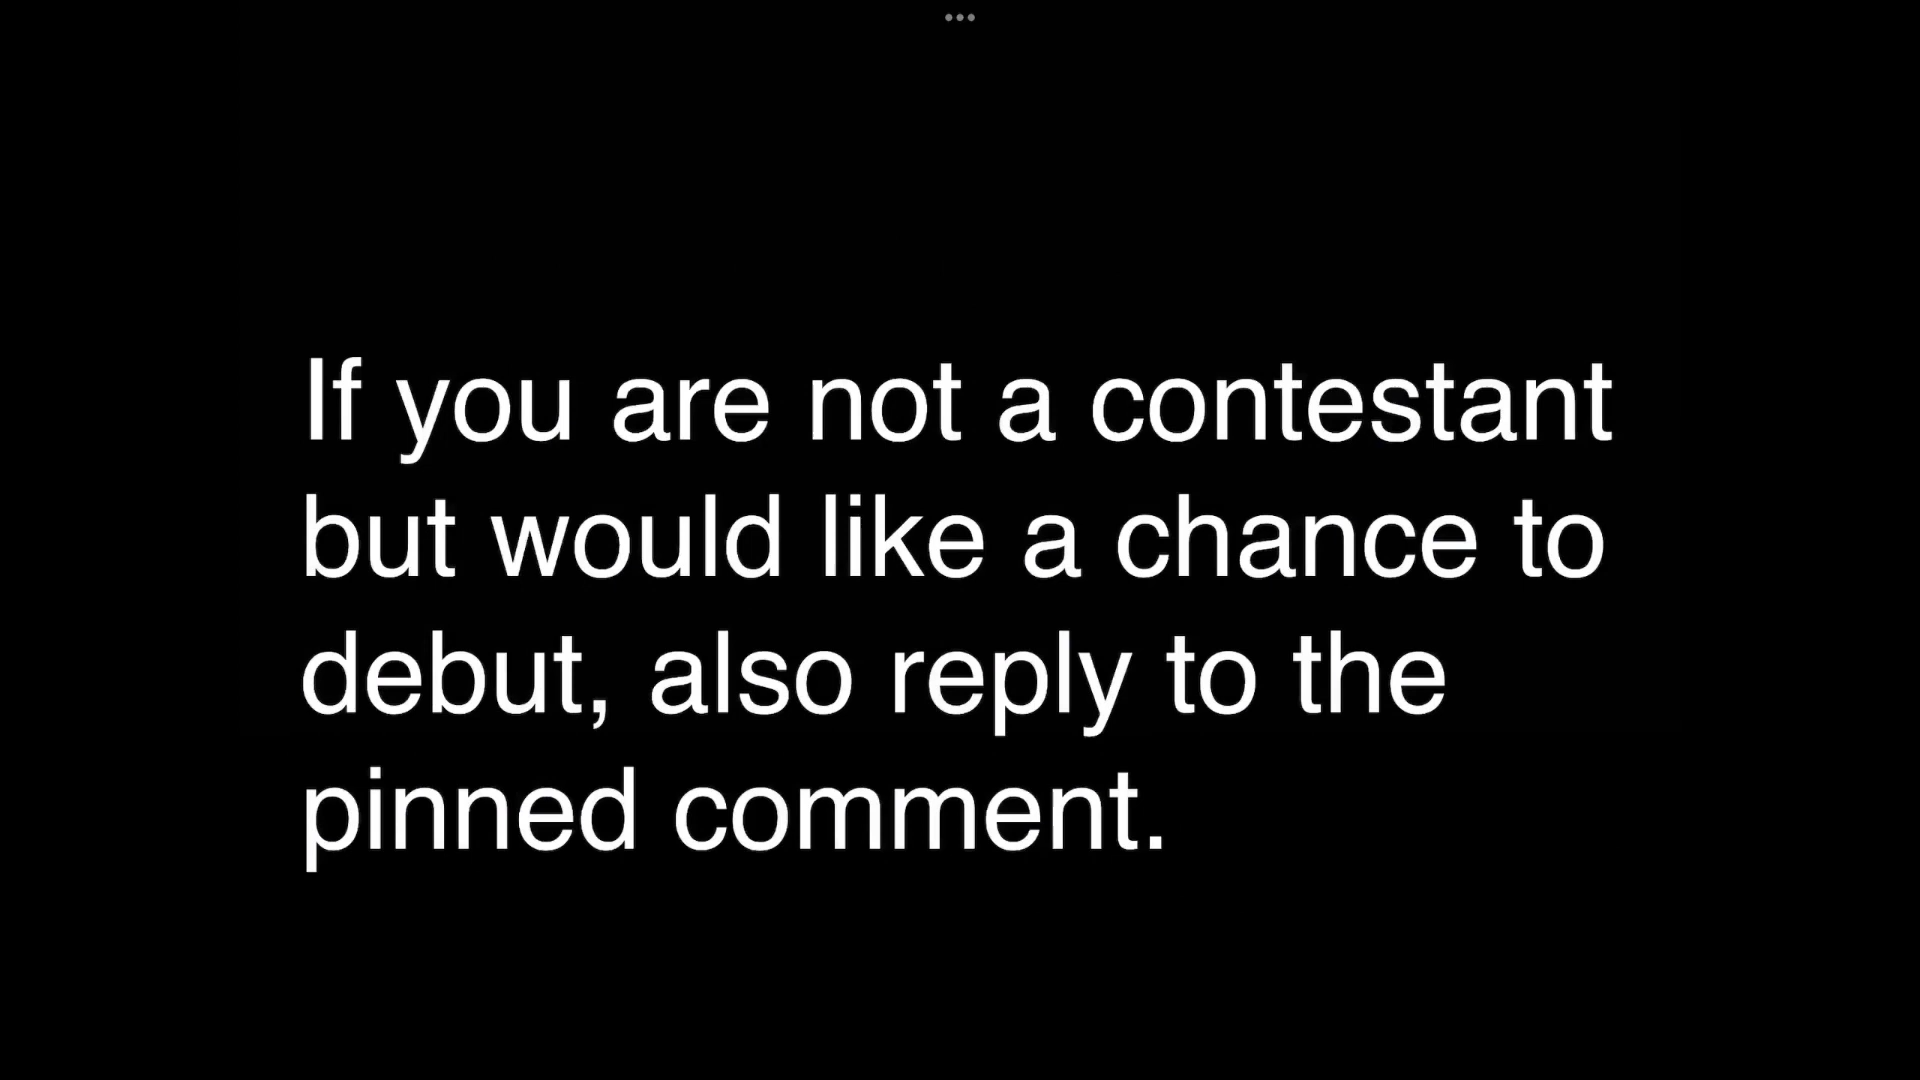 If you are not a contestant
but would like a chance to
debut, also reply to the
pinned comment.